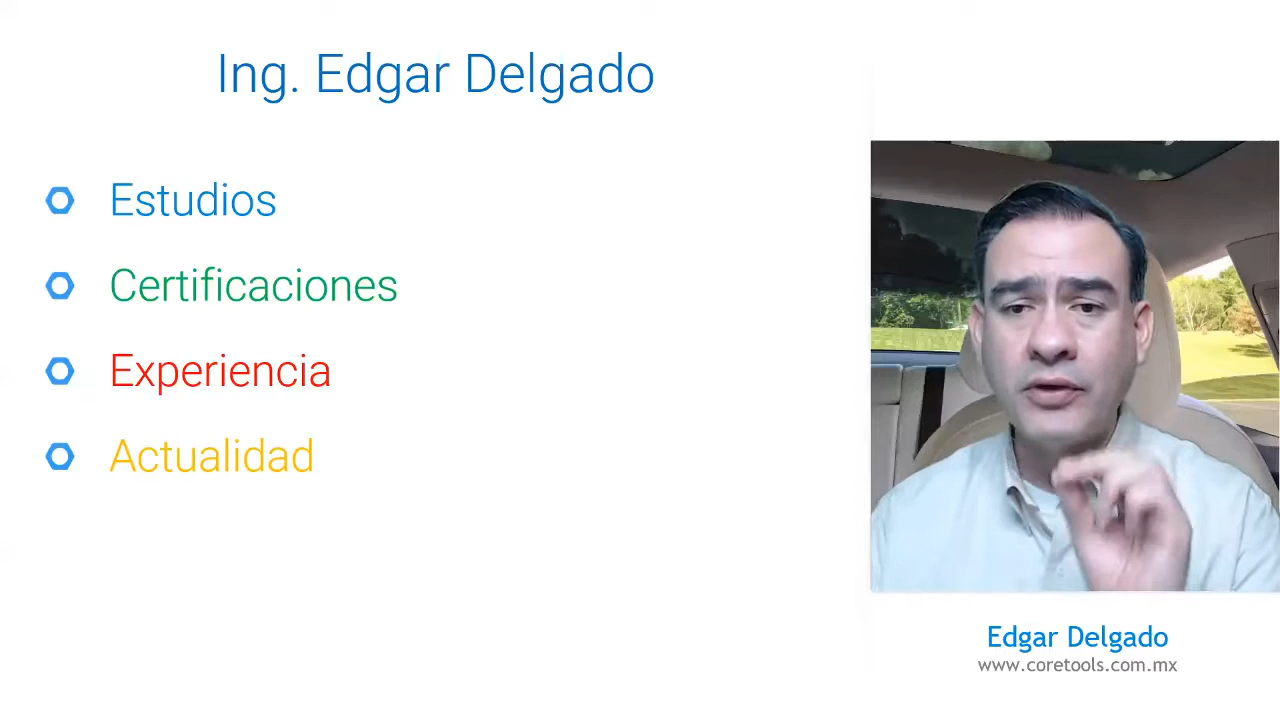 Ing. Edgar Delgado
Estudios
Certificaciones
Experiencia
Actualidad
Edgar Delgado
www.coretools.com.mx